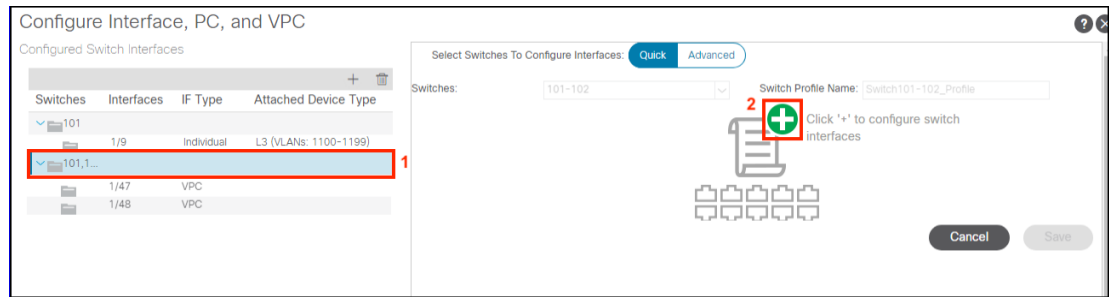 Configure Interface, PC, and VPC
Configured Switch Interfaces
Switches Interfaces IF Type Attached Device Type
101
1/9 Individual L3 (VLANs: 1100-1199)
101,1...
1
1/47 VPC
1/48 VPC
Select Switches To Configure Interfaces: Quick Advanced
Switches: 101-102 Switch Profile Name: Switch101-102_Profile
2
Click '+' to configure switch
interfaces
Cancel Save